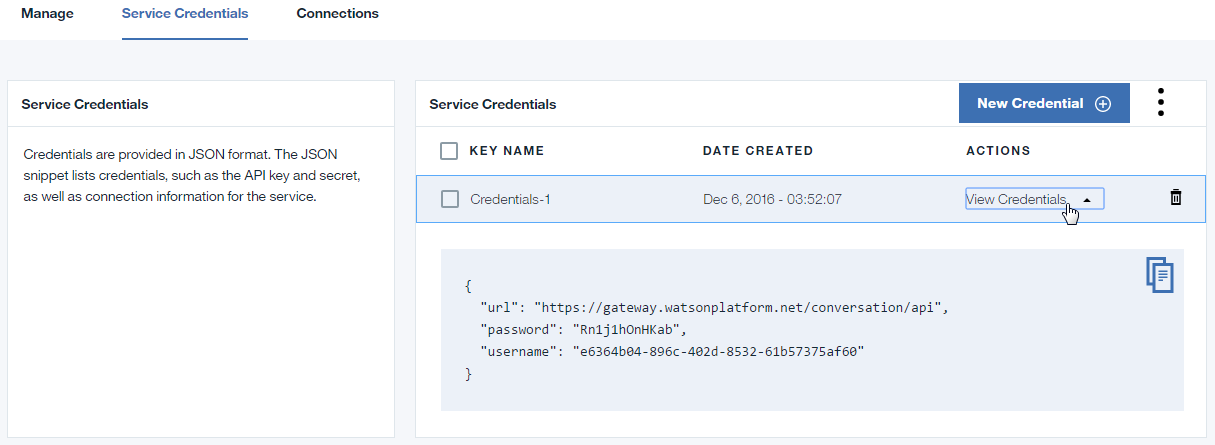 Manage Service Credentials Connections
Service Credentials
Credentials are provided in JSON format. The JSON
snippet lists credentials, such as the API key and secret,
as well as connection information for the service.
Service Credentials New Credential
KEY NAME DATE CREATED ACTIONS
Credentials-1 Dec 6, 2016 - 03:52:07 View Credentials
{
"url": "https://gateway.watsonplatform.net/conversation/api",
"password": "Rn1j1hOnHKab",
"username": "e6364b04-896c-402d-8532-61b57375af60"
}